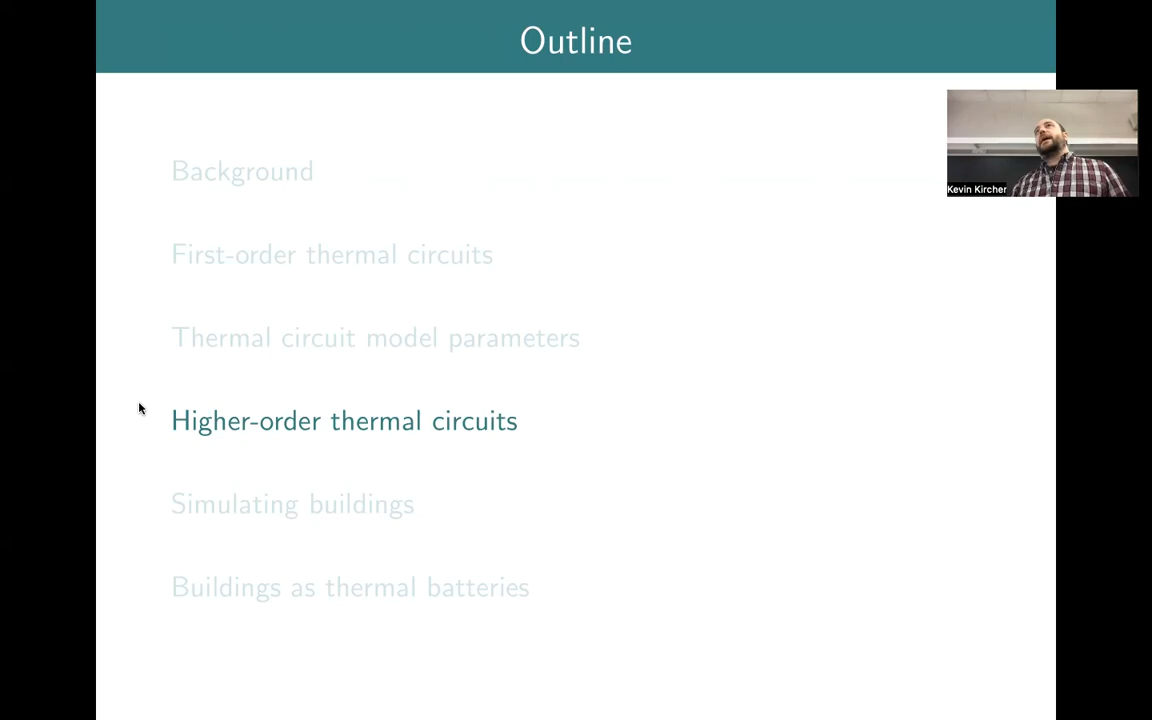 Outline
Background
Kevin Kircher
First-order thermal circuits
Thermal circuit model parameters
Higher-order thermal circuits
Simulating buildings
Buildings as thermal batteries